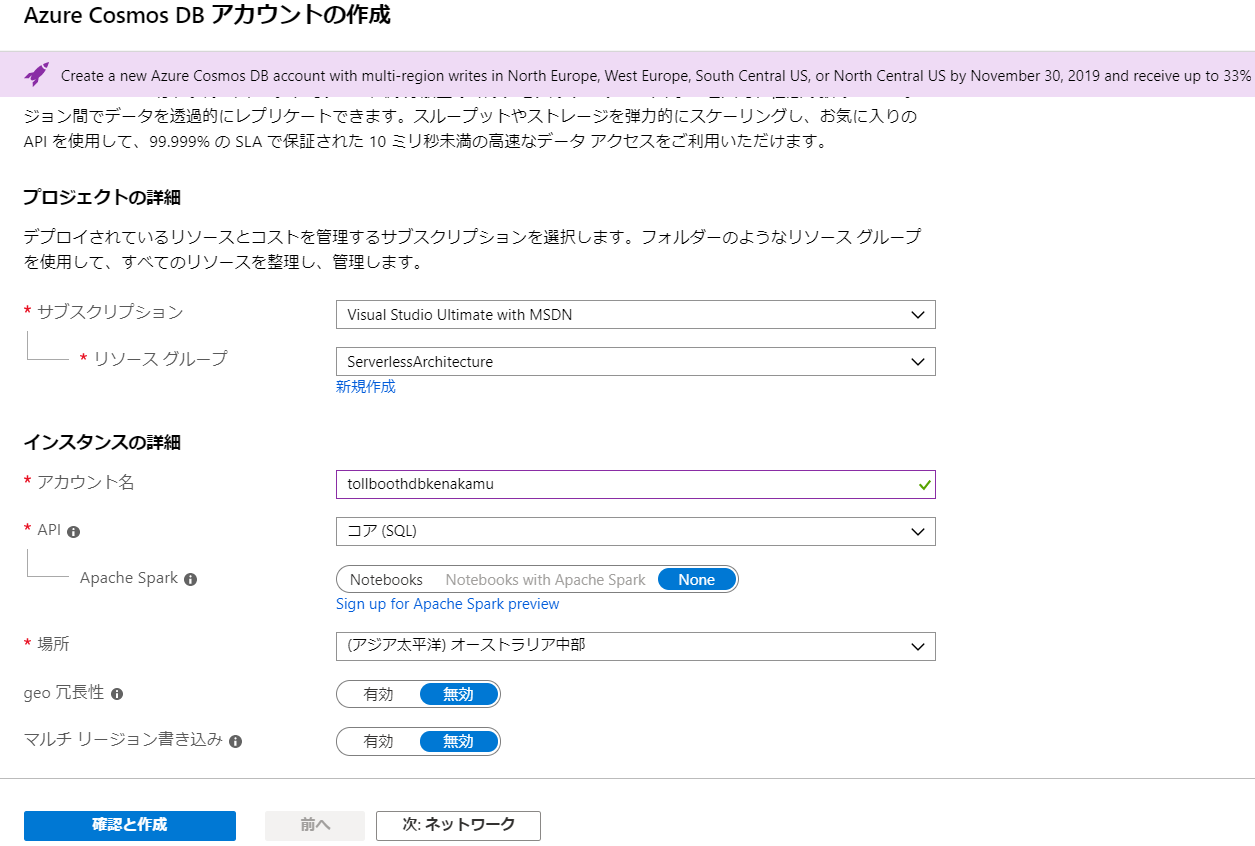 Azure Cosmos DB アカウントの作成
Create a new Azure Cosmos DB account with multi-region writes in North Europe, West Europe, South Central US, or North Central US by November 30, 2019 and receive up to 33%
ジョン間でデータを透過的にレプリケートできます。スループットやストレージを弾力的にスケーリングし、お気に入りの
API を使用して、99.999% の SLA で保証された 10 ミリ秒未満の高速なデータ アクセスをご利用いただけます。
プロジェクトの詳細
デプロイされているリソースとコストを管理するサブスクリプションを選択します。フォルダーのようなリソース グループ
を使用して、すべてのリソースを整理し、管理します。
* サブスクリプション
Visual Studio Ultimate with MSDN
* リソース グループ
ServerlessArchitecture
新規作成
インスタンスの詳細
* アカウント名
tollboothdbkenakamu
* API
コア (SQL)
Apache Spark
Notebooks Notebooks with Apache Spark None
Sign up for Apache Spark preview
* 場所
(アジア太平洋) オーストラリア中部
geo 冗長性
有効 無効
マルチ リージョン書き込み
有効 無効
確認と作成 前へ 次: ネットワーク